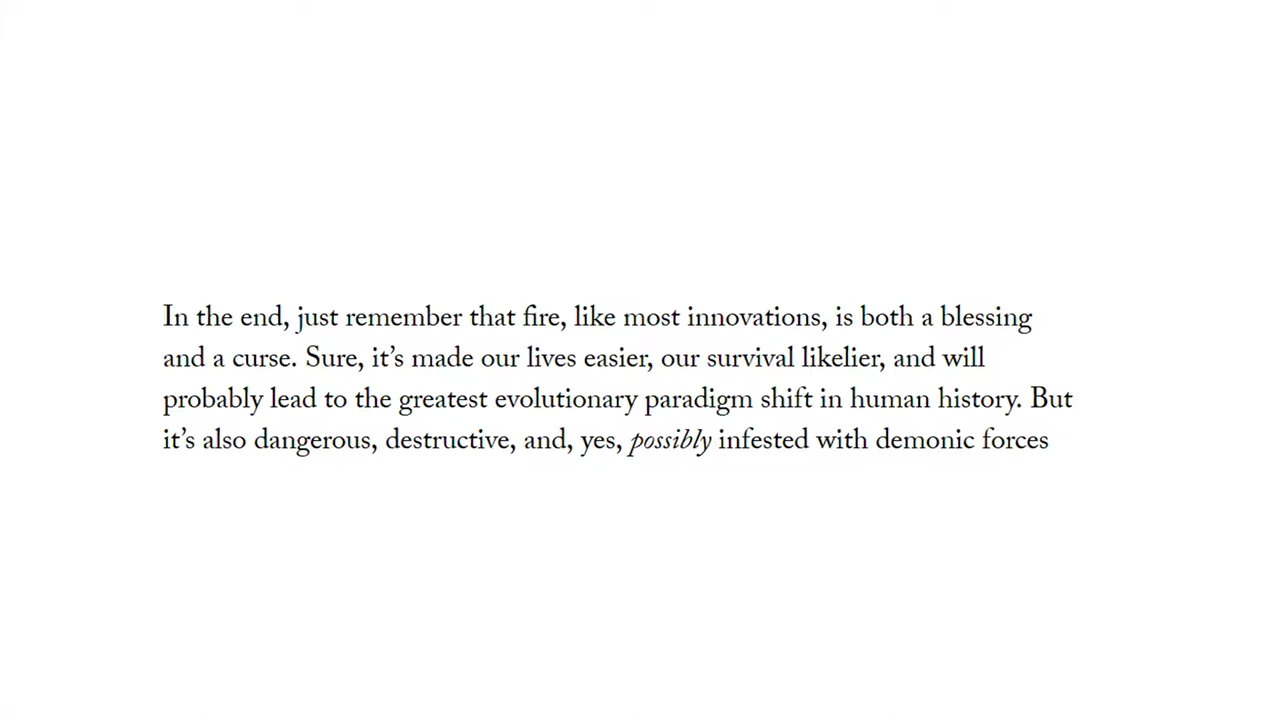 In the end, just remember that fire, like most innovations, is both a blessing
and a curse. Sure, it’s made our lives easier, our survival likelier, and will
probably lead to the greatest evolutionary paradigm shift in human history. But
it’s also dangerous, destructive, and, yes, possibly infested with demonic forces